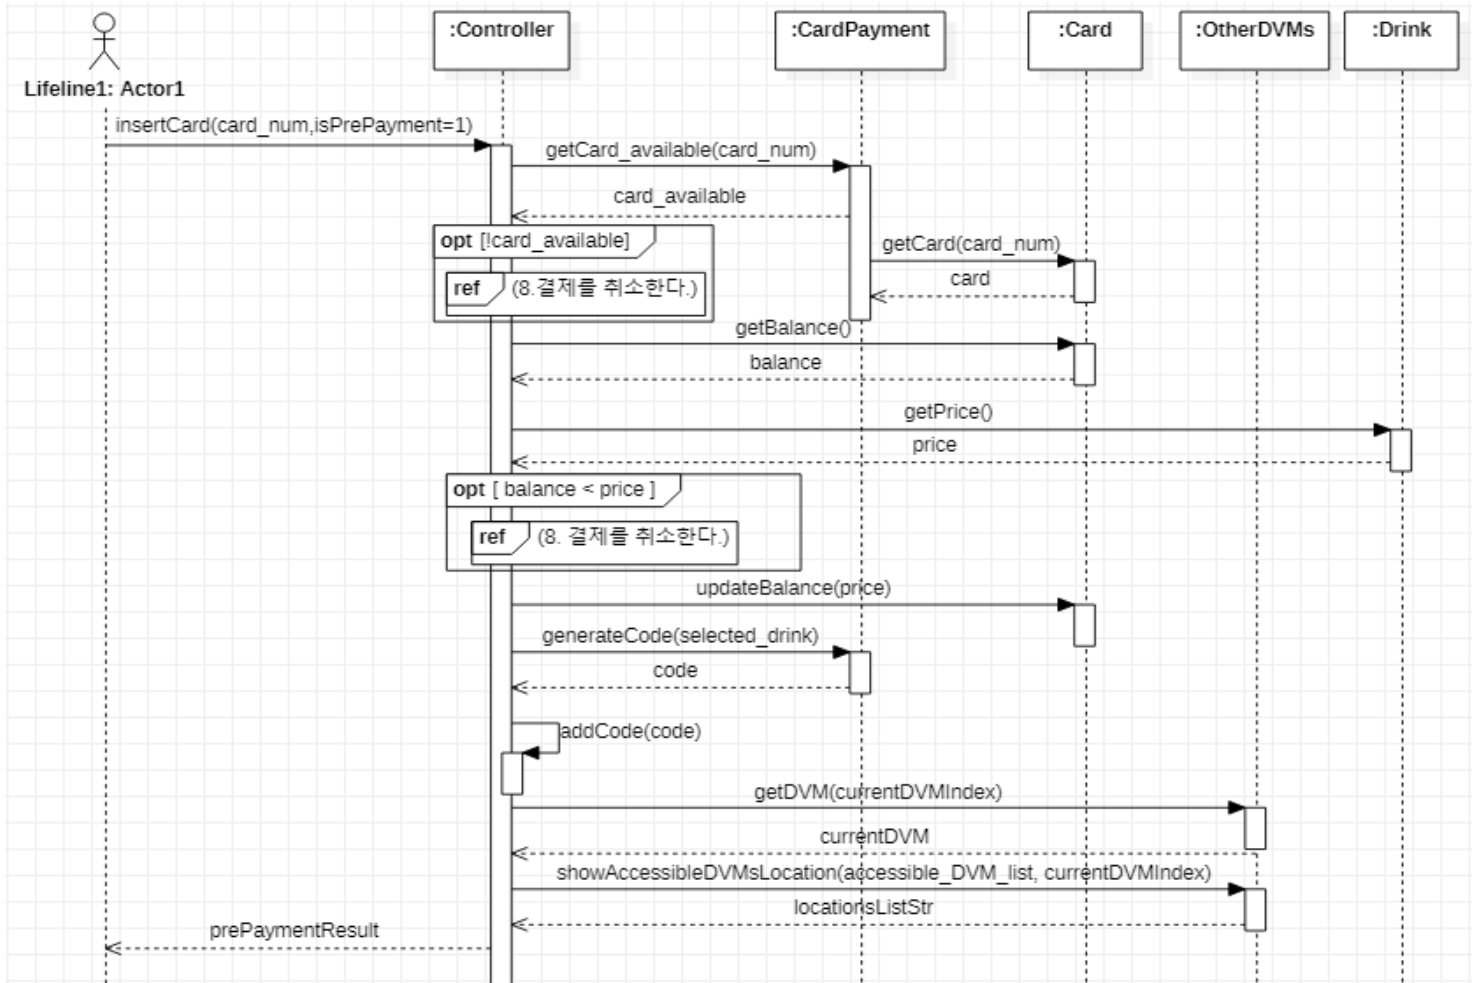 :Controller
:CardPayment
:Card
:OtherDVMs
:Drink
Lifeline1: Actor1
insertCard(card_num,isPrePayment=1)
getCard_available(card_num)
card_available
opt [!card_available]
getCard(card_num)
card
ref (8.결제를 취소한다.)
getBalance()
balance
getPrice()
price
opt [ balance < price ]
ref (8. 결제를 취소한다.)
updateBalance(price)
generateCode(selected_drink)
code
addCode(code)
getDVM(currentDVMIndex)
currentDVM
showAccessibleDVMsLocation(accessible_DVM_list, currentDVMIndex)
locationsListStr
prePaymentResult